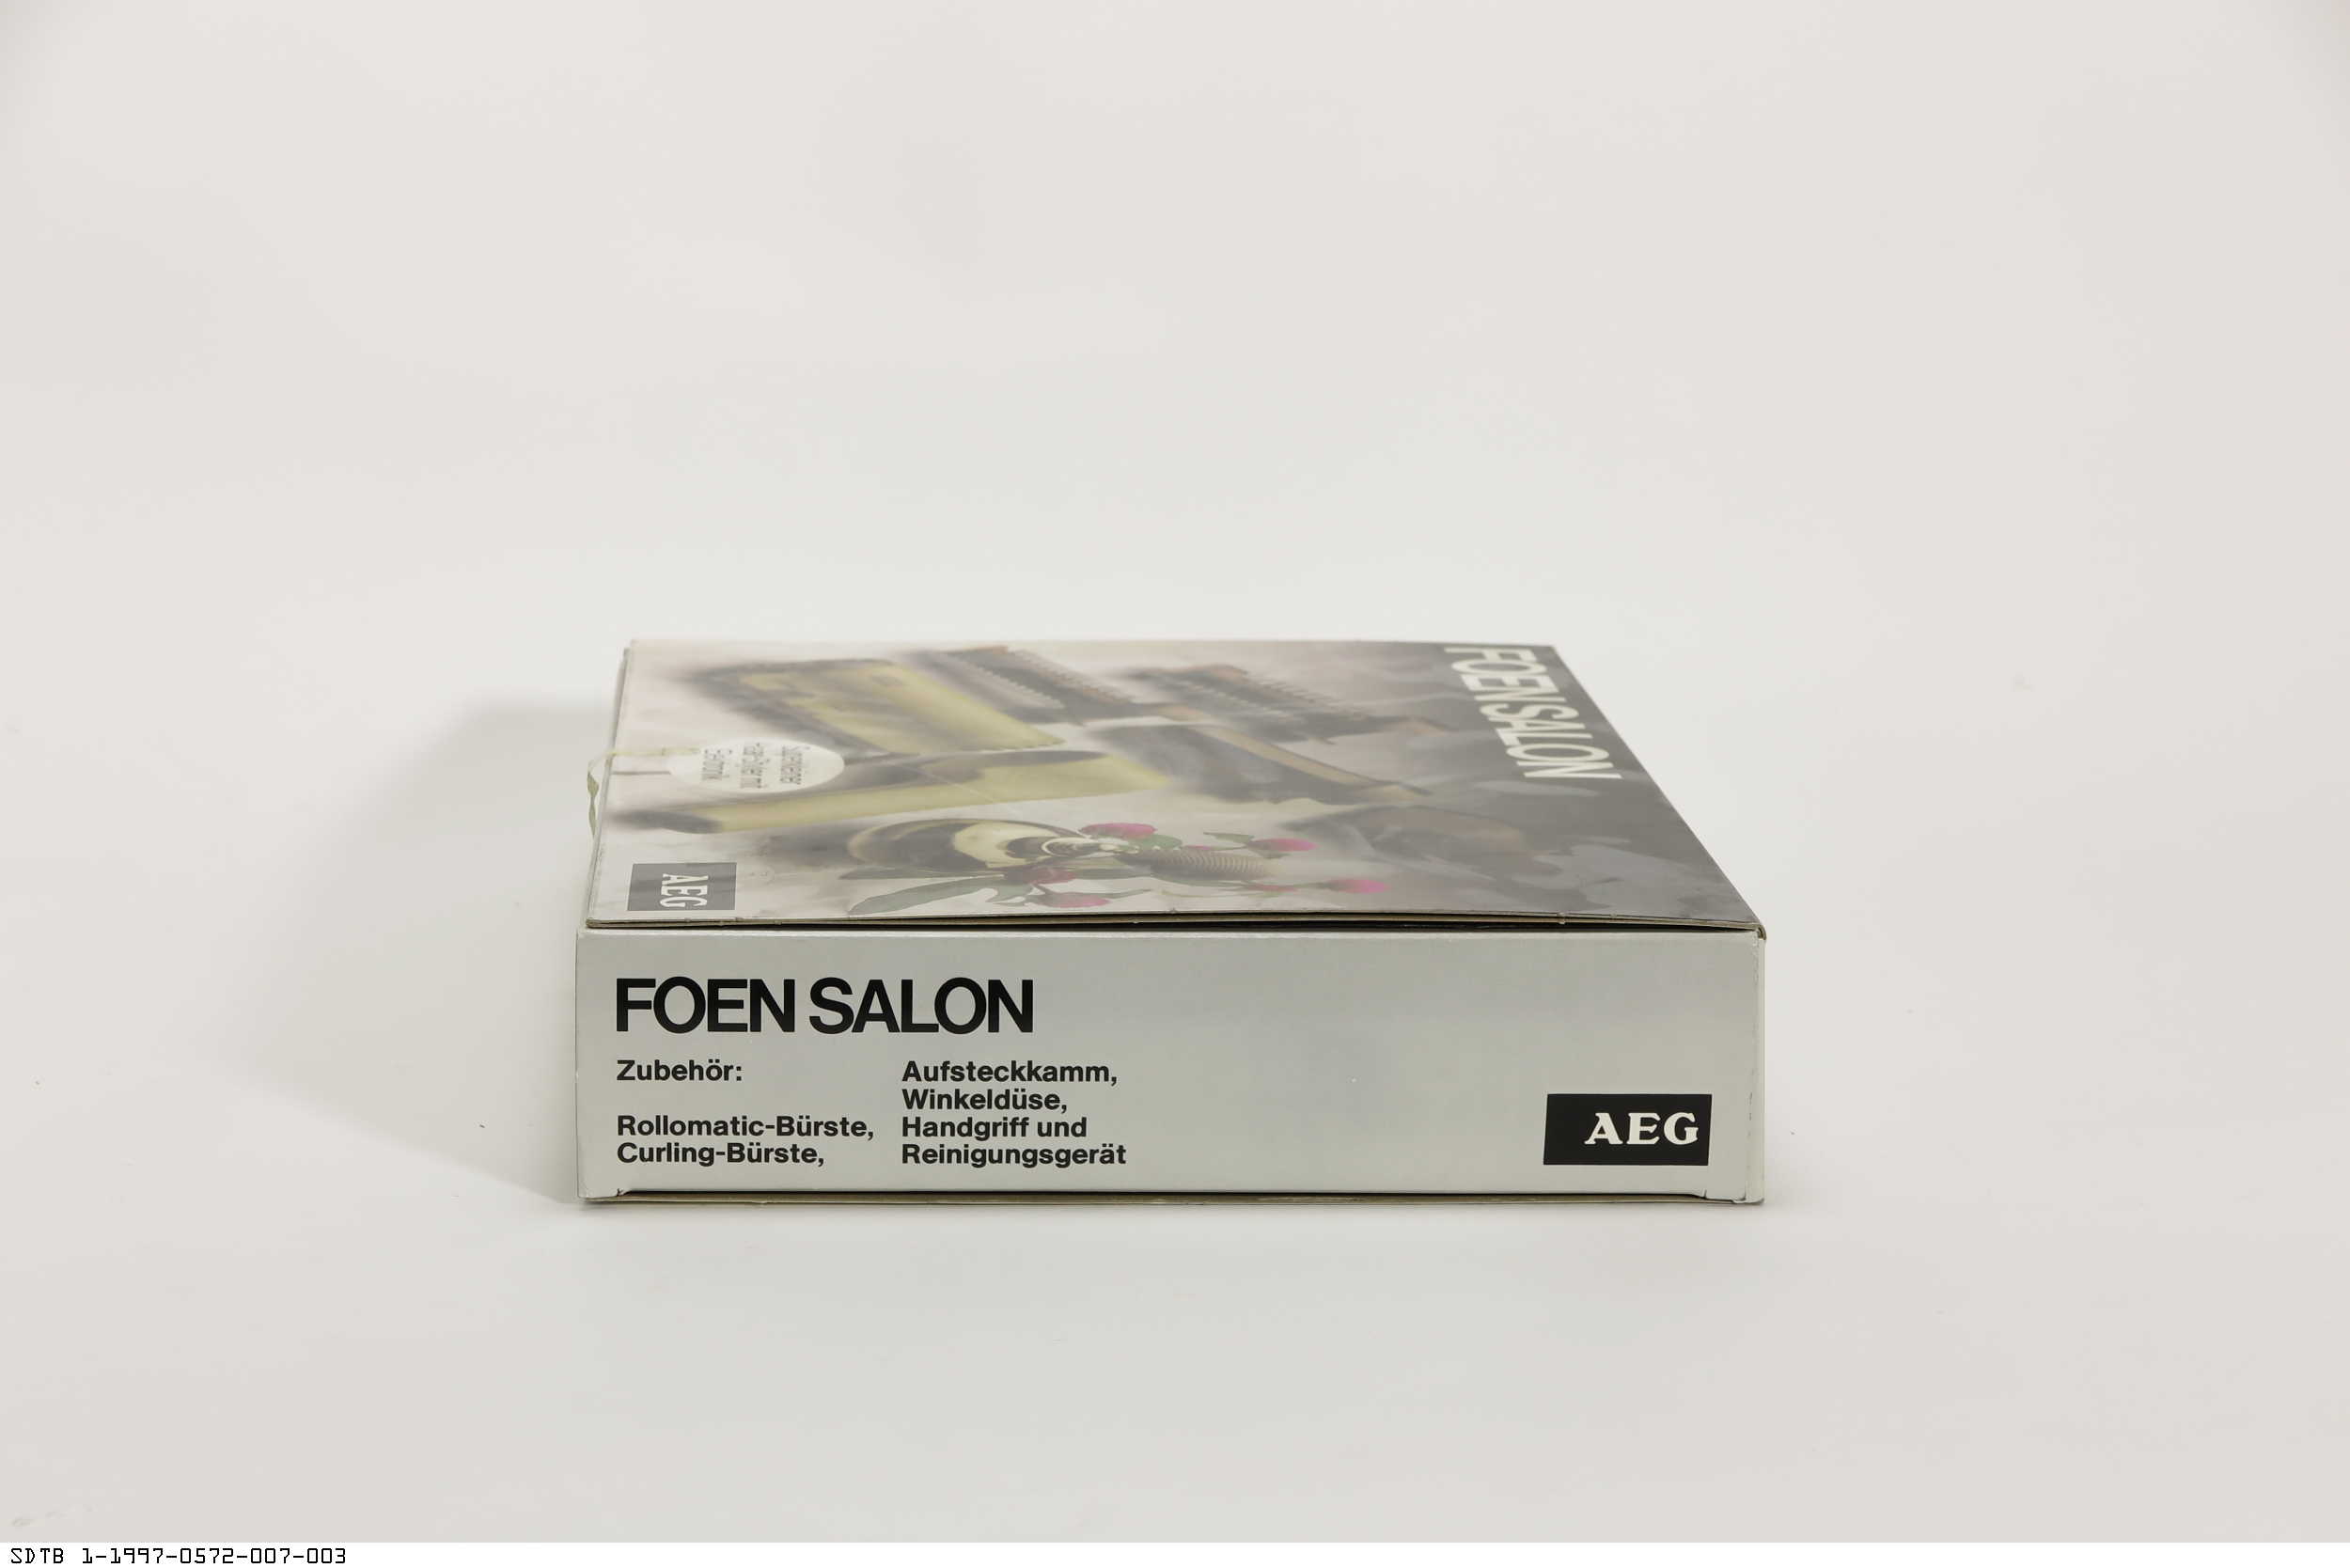 FOEN SALON
AEG
FOEN SALON
Zubehör:
Rollomatic-Bürste,
Curling-Bürste,
Aufsteckkamm,
Winkeldüse,
Handgriff und
Reinigungsgerät
AEG
SDTB 1-1997-0572-007-003